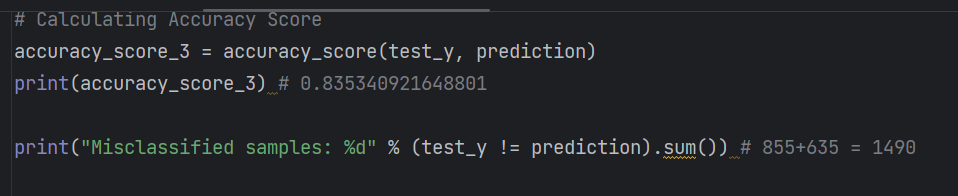 # Calculating Accuracy Score
accuracy_score_3 = accuracy_score(test_y, prediction)
print(accuracy_score_3) # 0.835340921648801
print("Misclassified samples: %d" % (test_y != prediction).sum()) # 855+635 = 1490